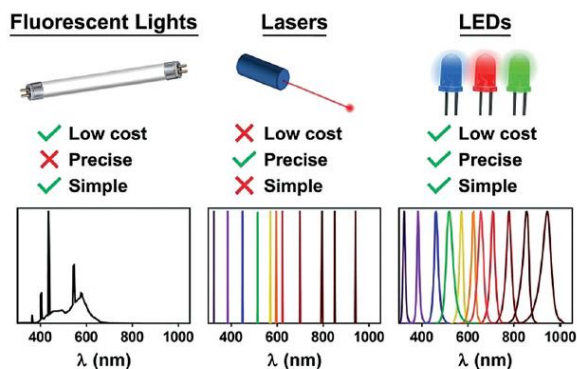 Fluorescent Lights
✓ Low cost
✗ Precise
✓ Simple
400 600 800 1000
λ (nm)
Lasers
✗ Low cost
✓ Precise
✗ Simple
400 600 800 1000
λ (nm)
LEDs
✓ Low cost
✓ Precise
✓ Simple
400 600 800 1000
λ (nm)